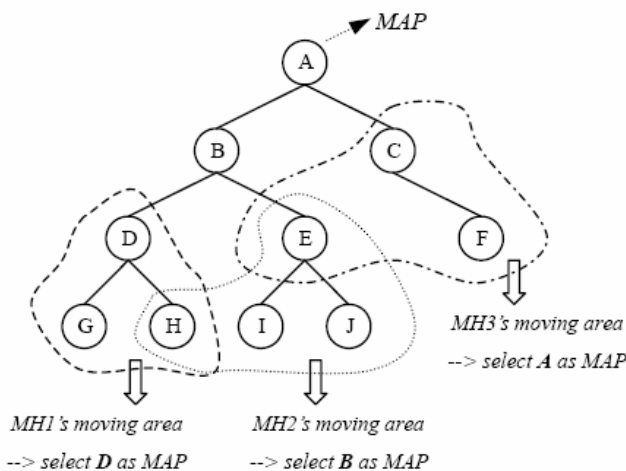 MAP
A
B
C
D
E
F
G
H
I
J
MH3's moving area
--> select A as MAP
MH1's moving area
--> select D as MAP
MH2's moving area
--> select B as MAP